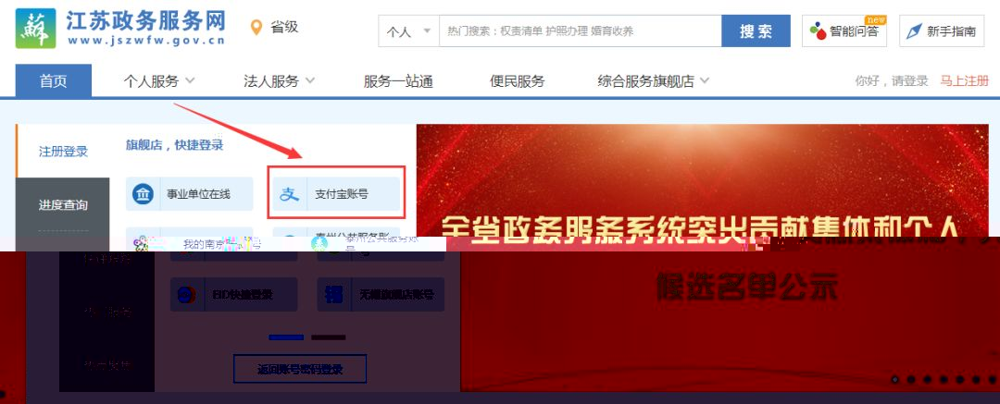 江苏政务服务网
www.jszwfw.gov.cn
省级
个人
热门搜索：权责清单 护照办理 婚育收养
搜索
new
智能问答
新手指南
首页
个人服务
法人服务
服务一站通
便民服务
综合服务旗舰店
你好，请登录
马上注册
注册登录
旗舰店，快捷登录
进度查询
事业单位在线
支付宝账号
全省政务服务系统突出贡献集体和个人
我的南京
号
泰州公共服务账
号
候选名单公示
快捷登录
无锡旗舰店账号
返回账号密码登录